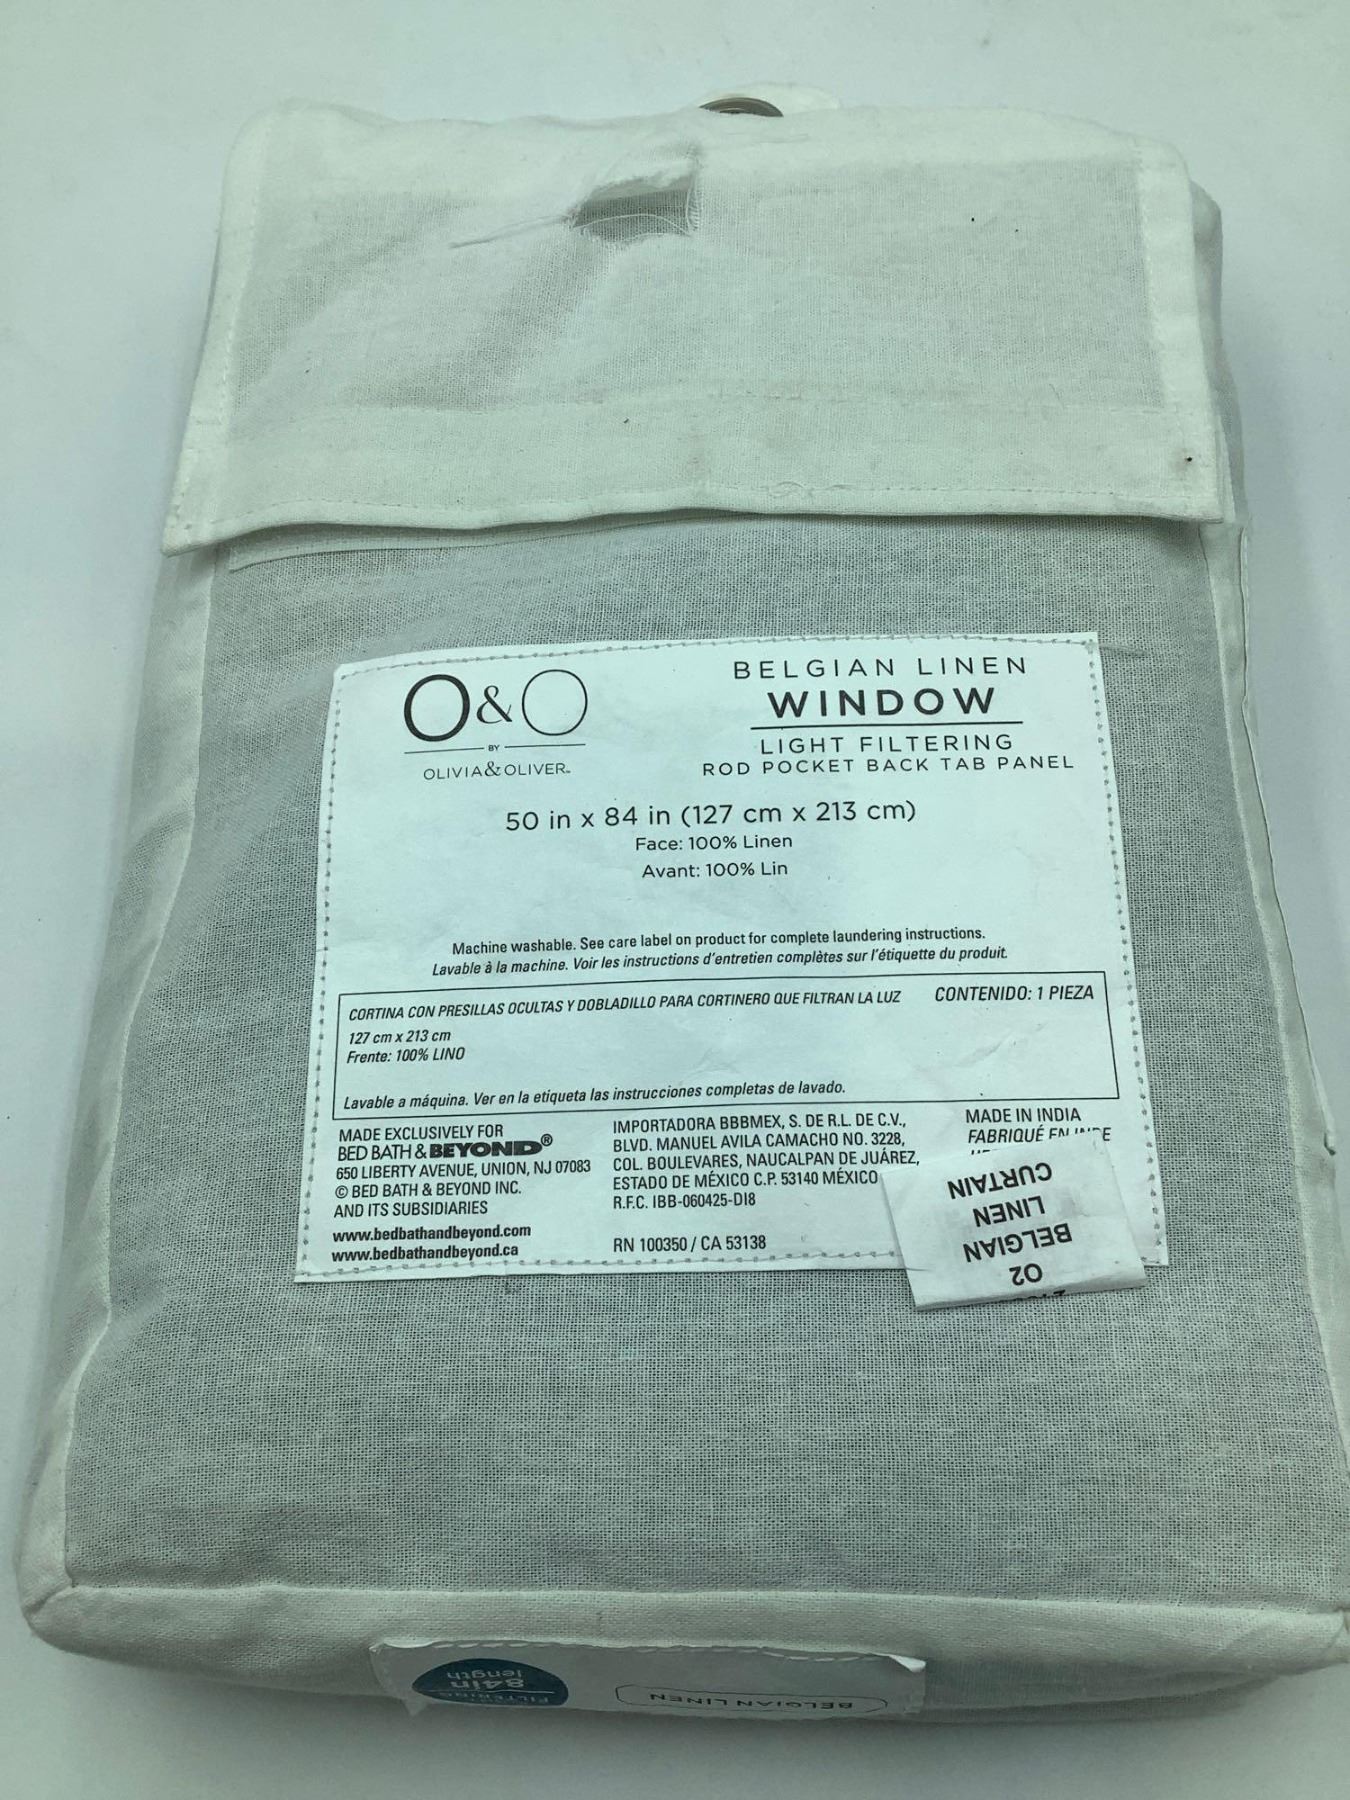 O&O
BY
OLIVIA&OLIVER™
BELGIAN LINEN
WINDOW
LIGHT FILTERING
ROD POCKET BACK TAB PANEL
50 in x 84 in (127 cm x 213 cm)
Face: 100% Linen
Avant: 100% Lin
Machine washable. See care label on product for complete laundering instructions.
Lavable à la machine. Voir les instructions d'entretien complètes sur l'étiquette du produit.
CORTINA CON PRESILLAS OCULTAS Y DOBLADILLO PARA CORTINERO QUE FILTRAN LA LUZ
CONTENIDO: 1 PIEZA
127 cm x 213 cm
Frente: 100% LINO
Lavable a máquina. Ver en la etiqueta las instrucciones completas de lavado.
MADE EXCLUSIVELY FOR
BED BATH & BEYOND®
650 LIBERTY AVENUE, UNION, NJ 07083
© BED BATH & BEYOND INC.
AND ITS SUBSIDIARIES
www.bedbathandbeyond.com
www.bedbathandbeyond.ca
IMPORTADORA BBBMEX, S. DE R.L. DE C.V.,
BLVD. MANUEL AVILA CAMACHO NO. 3228,
COL. BOULEVARES, NAUCALPAN DE JUÁREZ,
ESTADO DE MÉXICO C.P. 53140 MÉXICO
R.F.C. IBB-060425-DI8
RN 100350 / CA 53138
MADE IN INDIA
FABRIQUÉ EN INDE
O2
BELGIAN
LINEN
CURTAIN
BELGIAN LINEN
FILTERING
84in
length